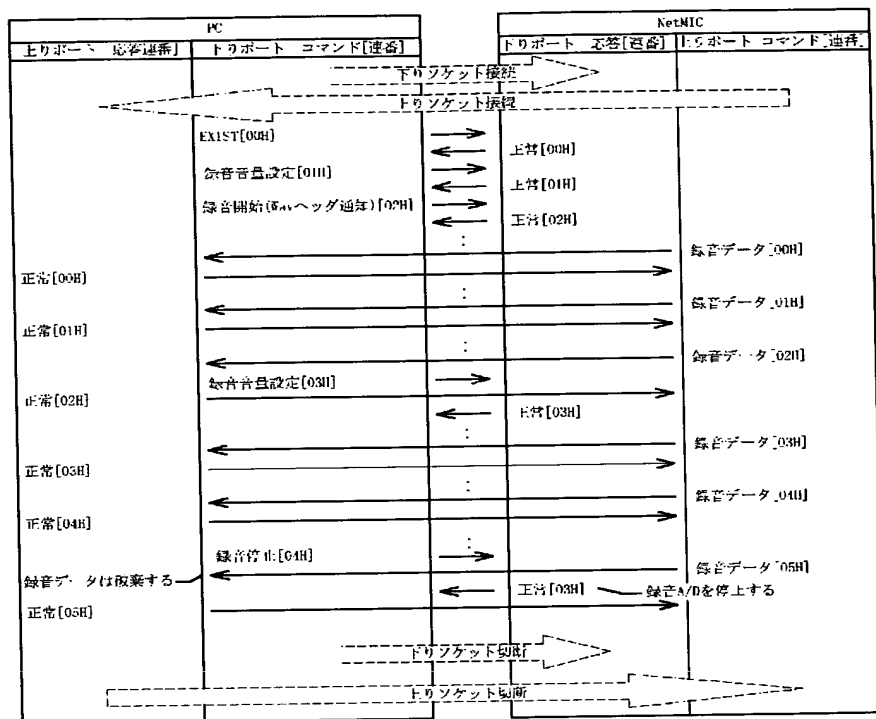 PC
NetMIC
上りポート 応答[連番]
下りポート コマンド[連番]
下りポート 応答[連番]
上りポート コマンド[連番]
下りソケット接続
上りソケット接続
EXIST[00H]
正常[00H]
録音音量設定[01H]
正常[01H]
録音開始(Wavヘッダ通知)[02H]
正常[02H]
録音データ[00H]
正常[00H]
録音データ[01H]
正常[01H]
録音データ[02H]
録音音量設定[03H]
正常[02H]
正常[03H]
録音データ[03H]
正常[03H]
録音データ[04H]
正常[04H]
録音停止[04H]
録音データ[05H]
録音データは破棄する
正常[03H]
録音A/Dを停止する
正常[05H]
下りソケット切断
上りソケット切断